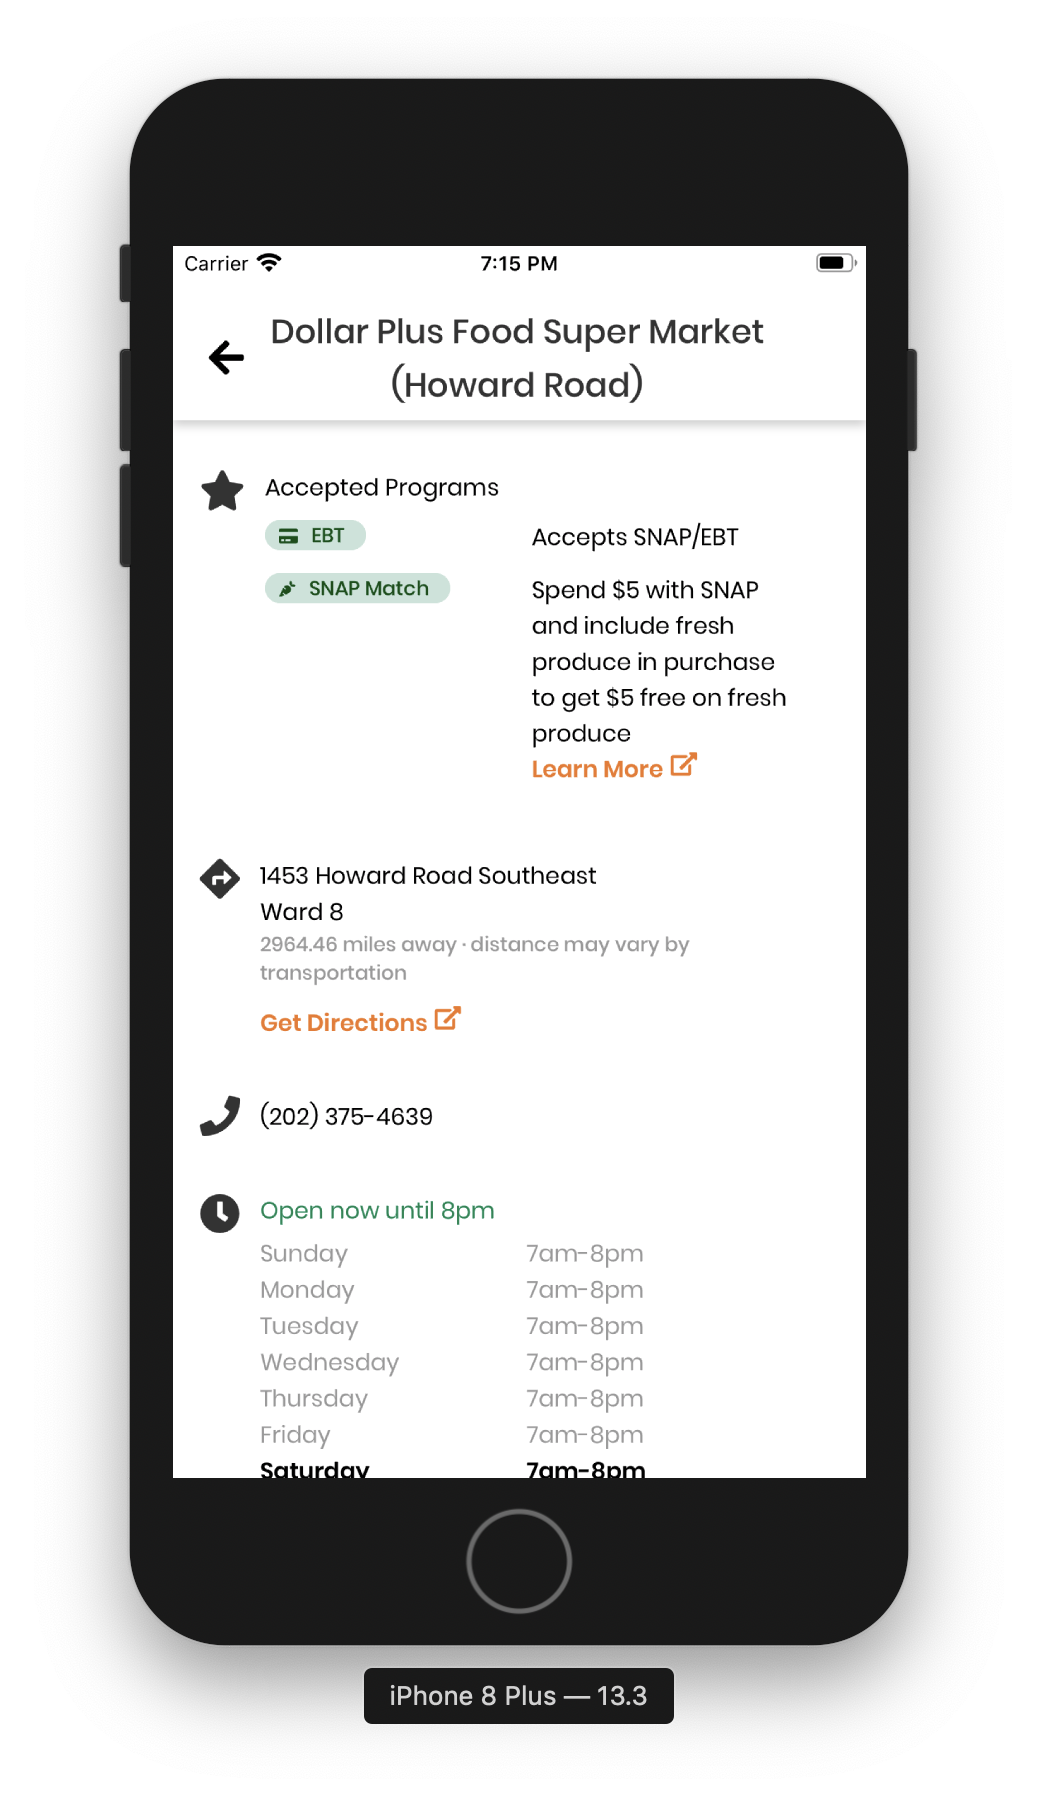 Carrier 7:15 PM
Dollar Plus Food Super Market
(Howard Road)
Accepted Programs
EBT Accepts SNAP/EBT
SNAP Match Spend $5 with SNAP
and include fresh
produce in purchase
to get $5 free on fresh
produce
Learn More
1453 Howard Road Southeast
Ward 8
2964.46 miles away · distance may vary by
transportation
Get Directions
(202) 375-4639
Open now until 8pm
Sunday 7am-8pm
Monday 7am-8pm
Tuesday 7am-8pm
Wednesday 7am-8pm
Thursday 7am-8pm
Friday 7am-8pm
Saturday 7am-8pm
iPhone 8 Plus — 13.3